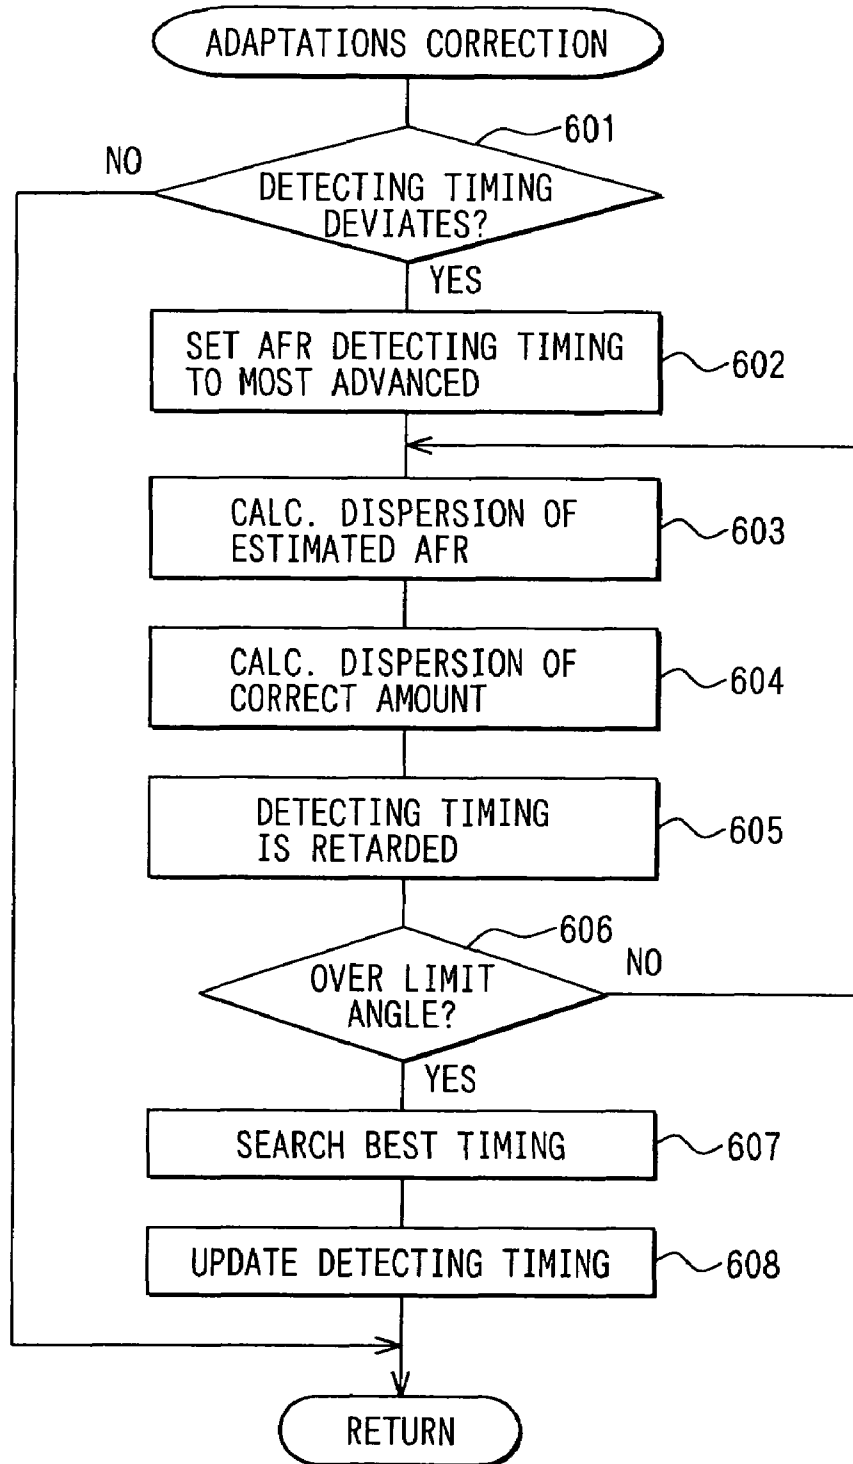 ADAPTATIONS CORRECTION
601
NO
DETECTING TIMING
DEVIATES?
YES
SET AFR DETECTING TIMING
TO MOST ADVANCED
602
CALC. DISPERSION OF
ESTIMATED AFR
603
CALC. DISPERSION OF
CORRECT AMOUNT
604
DETECTING TIMING
IS RETARDED
605
606
OVER LIMIT
ANGLE?
NO
YES
SEARCH BEST TIMING
607
UPDATE DETECTING TIMING
608
RETURN